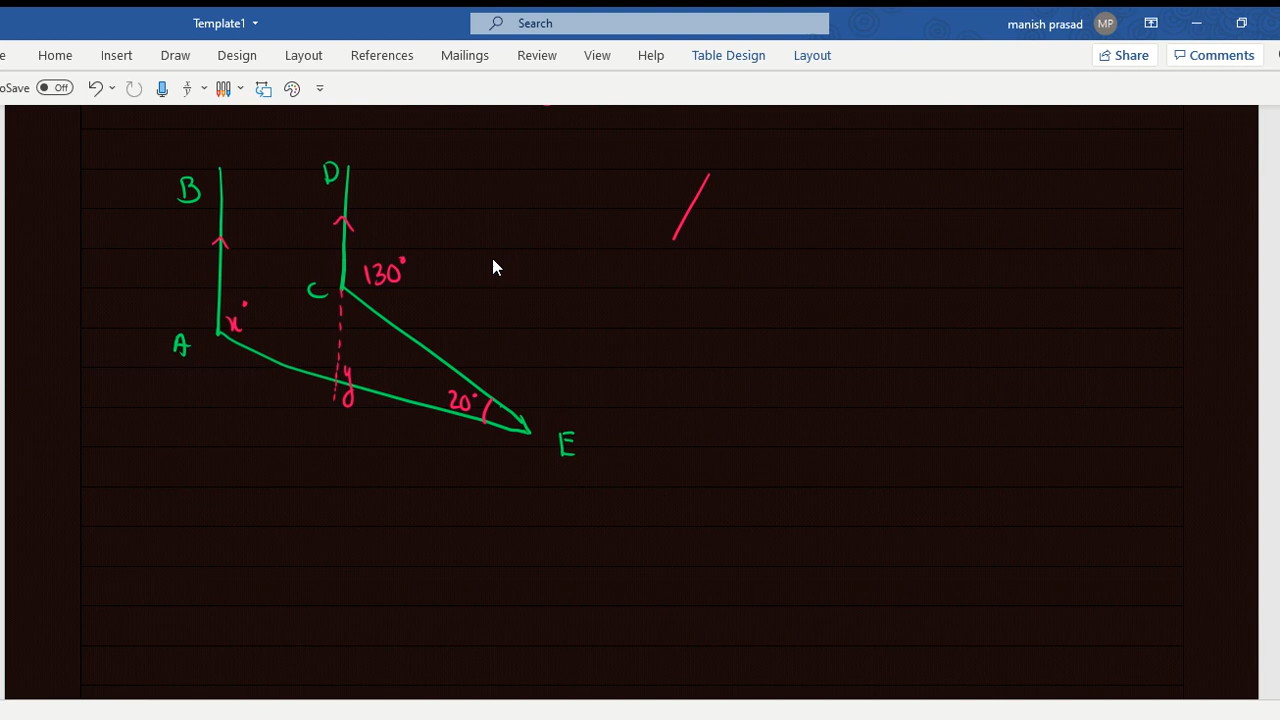 Template1
Search
manish prasad
MP
e Home Insert Draw Design Layout References Mailings Review View Help Table Design Layout
Share
Comments
oSave
Off
B
D
130°
C
x°
A
y
20°
E